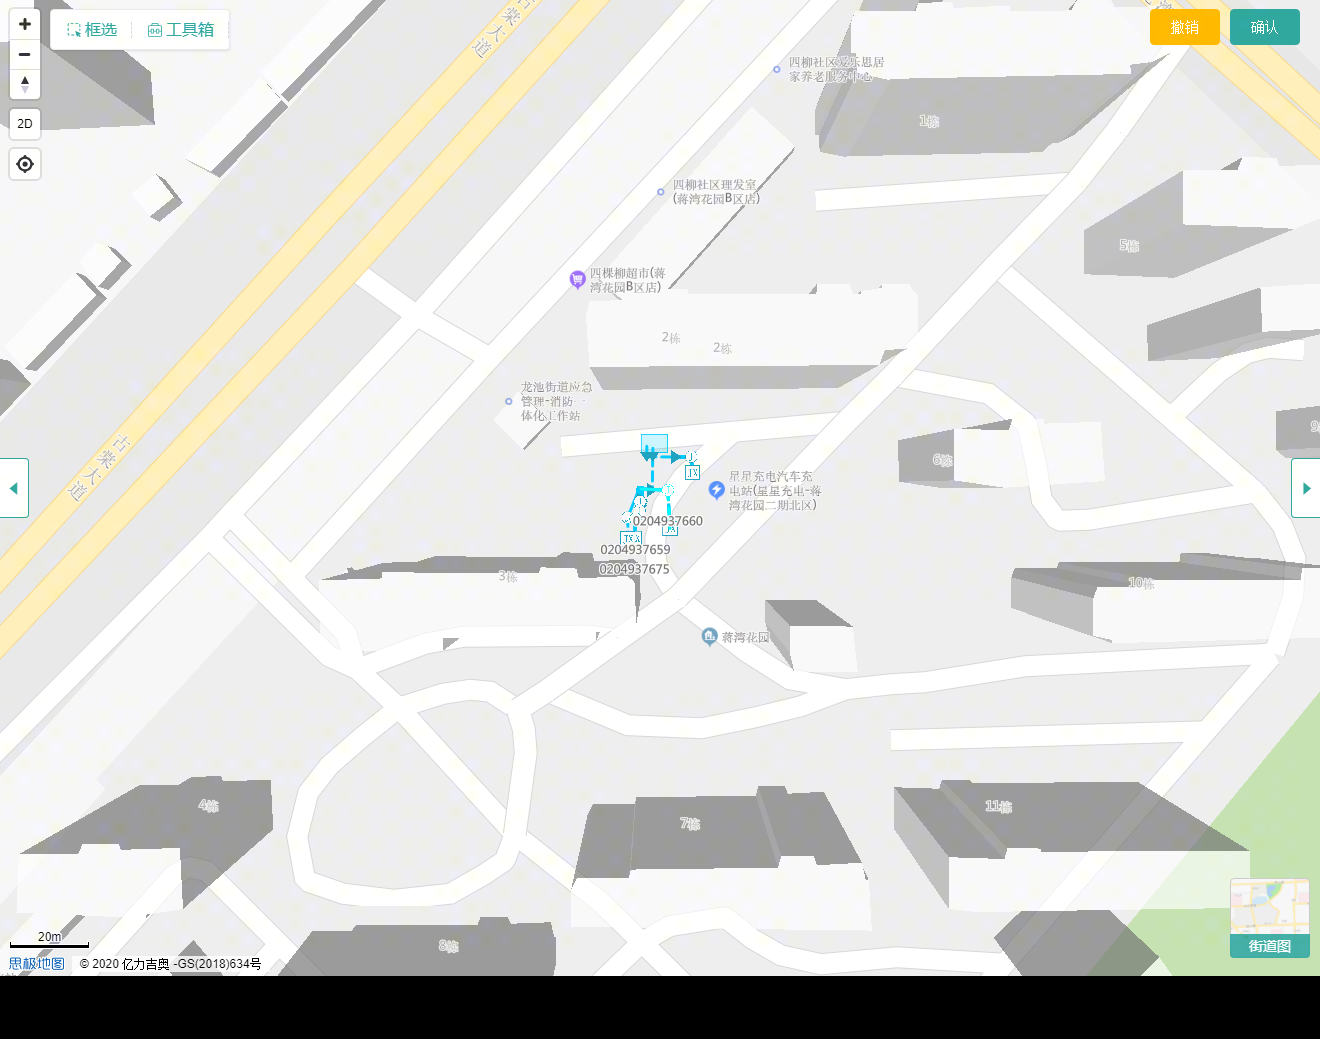 框选
工具箱
撤销
确认
2D
古棠大道
四柳社区爱乐思居
家养老服务中心
1栋
四柳社区理发室
(蒋湾花园B区店)
5栋
四棵柳超市(蒋
湾花园B区店)
2栋
2栋
龙池街道应急
管理-消防一
体化工作站
古棠大道
9
6栋
JX
星星充电汽车充
电站(星星充电-蒋
湾花园二期北区)
0204937660
0204937659
0204937675
3栋
10栋
蒋湾花园
4栋
7栋
11栋
8栋
20m
思极地图
© 2020 亿力吉奥 -GS(2018)634号
街道图